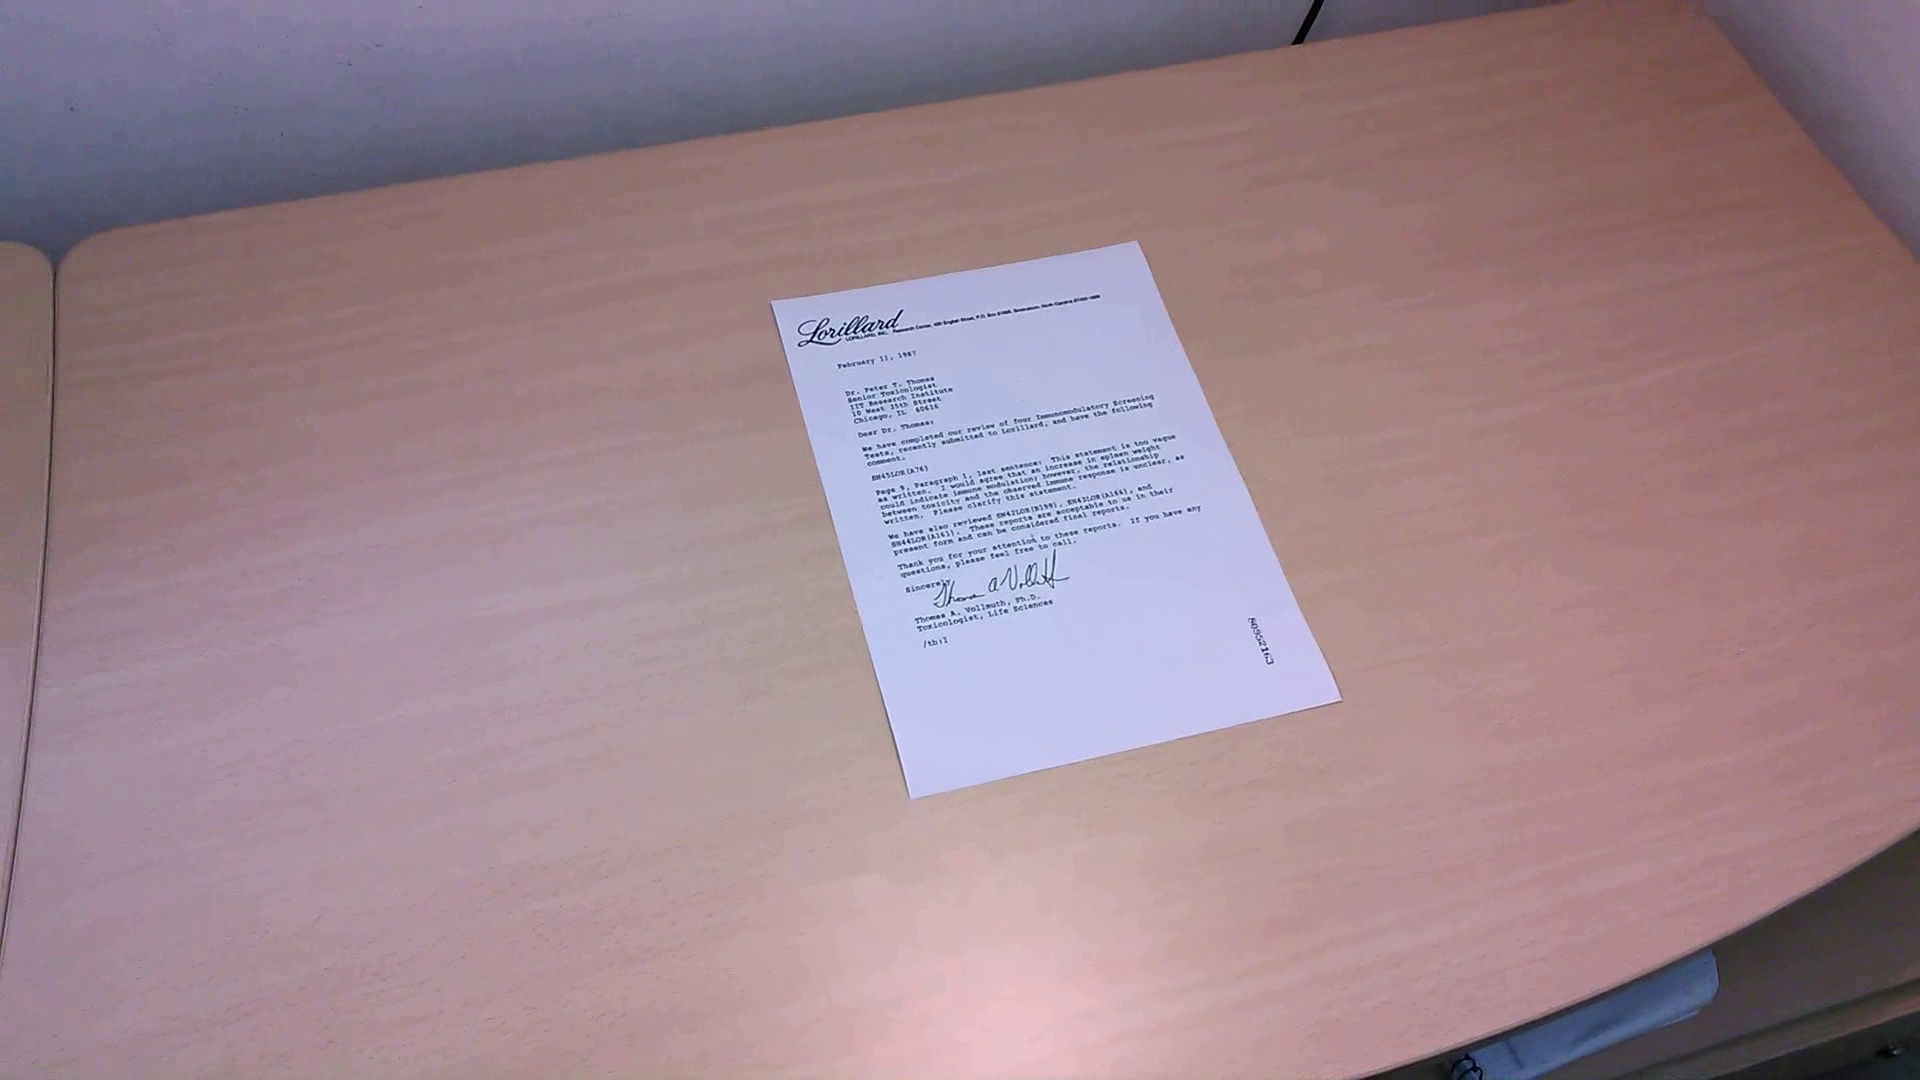 Lorillard
LORILLARD, INC. Research Center, 420 English Street, P.O. Box 21688, Greensboro, North Carolina 27420-1688
February 11, 1987
Dr. Peter T. Thomas
Senior Toxicologist
IIT Research Institute
10 West 35th Street
Chicago, IL 60616
Dear Dr. Thomas:
We have completed our review of four Immunomodulatory Screening
Tests, recently submitted to Lorillard, and have the following
comment.
SN45LOR(A76)
Page 9, Paragraph 1, last sentence: This statement is too vague
as written. I would agree that an increase in spleen weight
could indicate immune modulation; however, the relationship
between toxicity and the observed immune response is unclear, as
written. Please clarify this statement.
We have also reviewed SN42LOR(B199), SN43LOR(A164), and
SN44LOR(A161). These reports are acceptable to us in their
present form and can be considered final reports.
Thank you for your attention to these reports. If you have any
questions, please feel free to call.
Sincerely,
Thomas A. Vollmuth
Thomas A. Vollmuth, Ph.D.
Toxicologist, Life Sciences
/tb:l
80952163